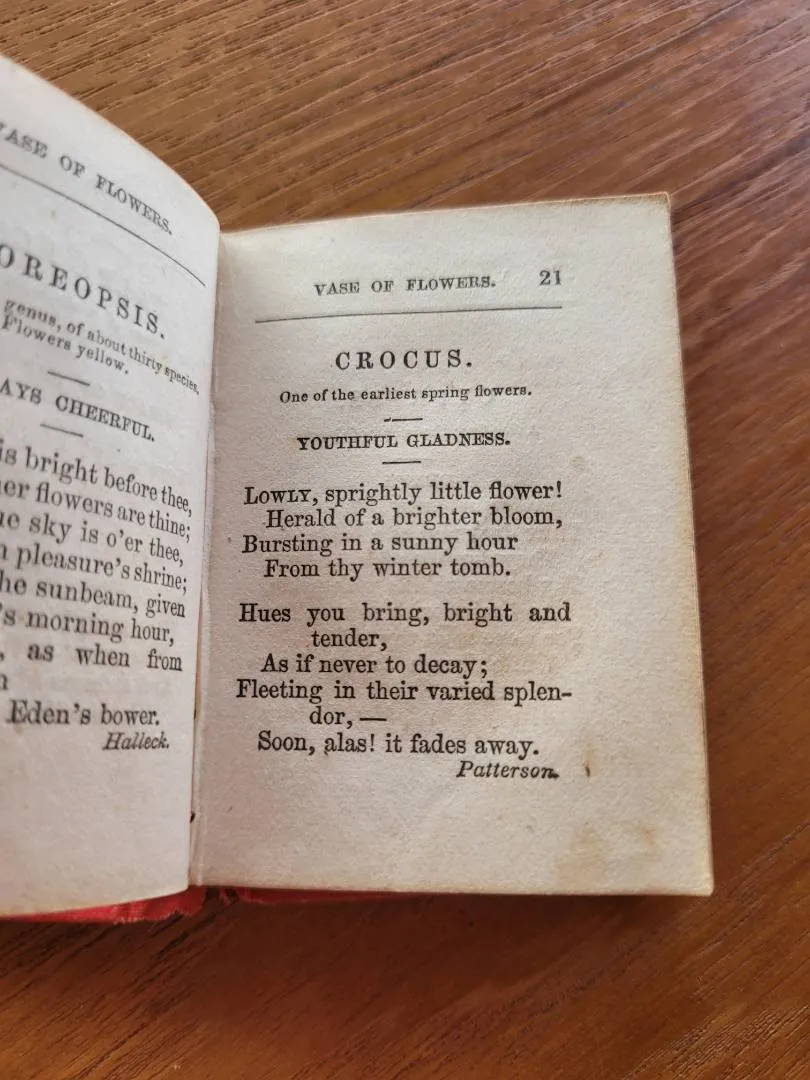 VASE OF FLOWERS.
OREOPSIS.
genus, of about thirty species.
Flowers yellow.
AYS CHEERFUL.
is bright before thee,
er flowers are thine;
e sky is o'er thee,
pleasure's shrine;
he sunbeam, given
's morning hour,
, as when from
Eden's bower.
Halleck.
VASE OF FLOWERS. 21
CROCUS.
One of the earliest spring flowers.
YOUTHFUL GLADNESS.
LOWLY, sprightly little flower!
Herald of a brighter bloom,
Bursting in a sunny hour
From thy winter tomb.
Hues you bring, bright and
tender,
As if never to decay;
Fleeting in their varied splen-
dor, —
Soon, alas! it fades away.
Patterson.